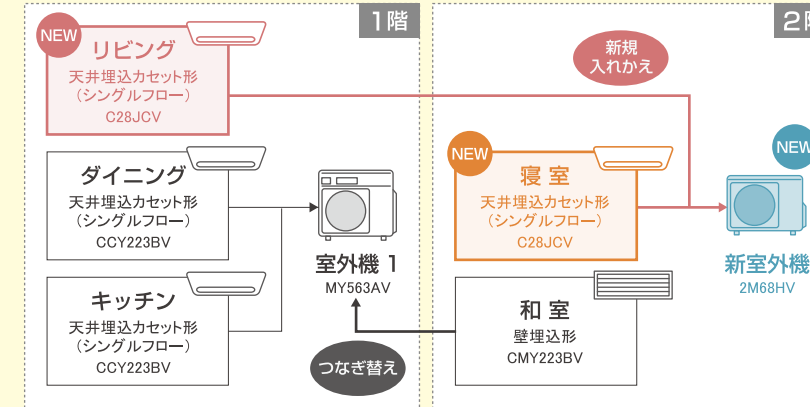 1階
NEW
リビング
天井埋込カセット形
(シングルフロー)
C28JCV
ダイニング
天井埋込カセット形
(シングルフロー)
CCY223BV
キッチン
天井埋込カセット形
(シングルフロー)
CCY223BV
室外機 1
MY563AV
つなぎ替え
2階
新規
入れかえ
NEW
寝室
天井埋込カセット形
(シングルフロー)
C28JCV
和室
壁埋込形
CMY223BV
NEW
新室外機
2M68HV